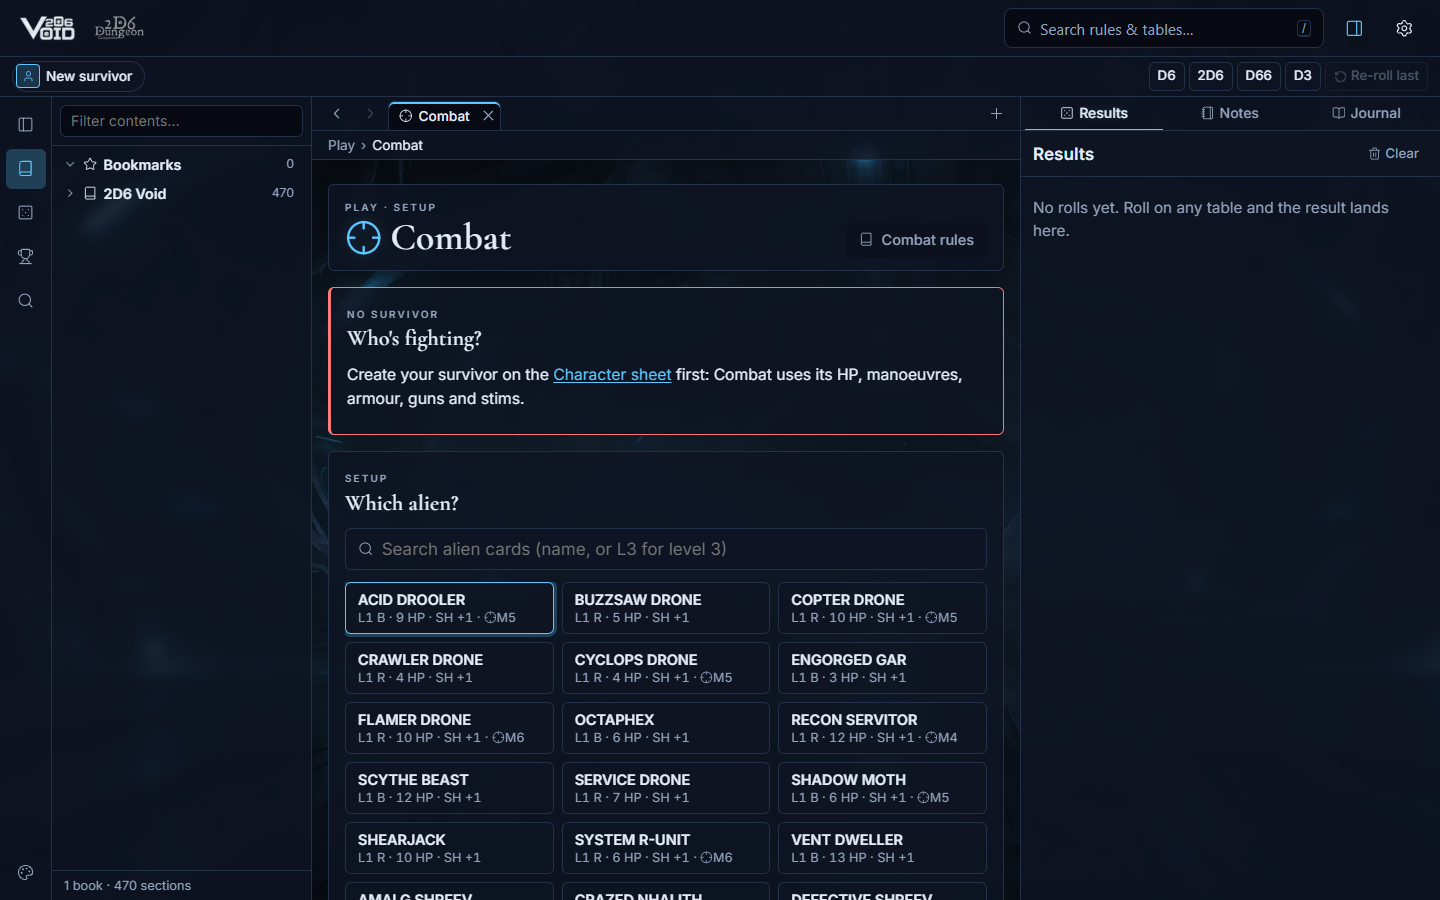 2D6
VOID
2D6
Dungeon
Search rules & tables...
/
New survivor
D6
2D6
D66
D3
Re-roll last
Filter contents...
Bookmarks
0
2D6 Void
470
1 book · 470 sections
Combat
Play › Combat
PLAY · SETUP
Combat
Combat rules
NO SURVIVOR
Who's fighting?
Create your survivor on the Character sheet first: Combat uses its HP, manoeuvres,
armour, guns and stims.
SETUP
Which alien?
Search alien cards (name, or L3 for level 3)
ACID DROOLER
L1 B · 9 HP · SH +1 · M5
BUZZSAW DRONE
L1 R · 5 HP · SH +1
COPTER DRONE
L1 R · 10 HP · SH +1 · M5
CRAWLER DRONE
L1 R · 4 HP · SH +1
CYCLOPS DRONE
L1 R · 4 HP · SH +1 · M5
ENGORGED GAR
L1 B · 3 HP · SH +1
FLAMER DRONE
L1 R · 10 HP · SH +1 · M6
OCTAPHEX
L1 B · 6 HP · SH +1
RECON SERVITOR
L1 R · 12 HP · SH +1 · M4
SCYTHE BEAST
L1 B · 12 HP · SH +1
SERVICE DRONE
L1 R · 7 HP · SH +1
SHADOW MOTH
L1 B · 6 HP · SH +1 · M5
SHEARJACK
L1 R · 10 HP · SH +1
SYSTEM R-UNIT
L1 R · 6 HP · SH +1 · M6
VENT DWELLER
L1 B · 13 HP · SH +1
AMALG SHREEV
CRAZED NHALITH
DEFECTIVE SHREEV
Results
Notes
Journal
Results
Clear
No rolls yet. Roll on any table and the result lands
here.